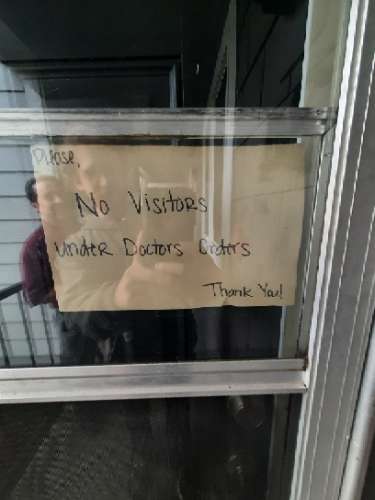 Please,
No Visitors
under Doctors Orders
Thank You!